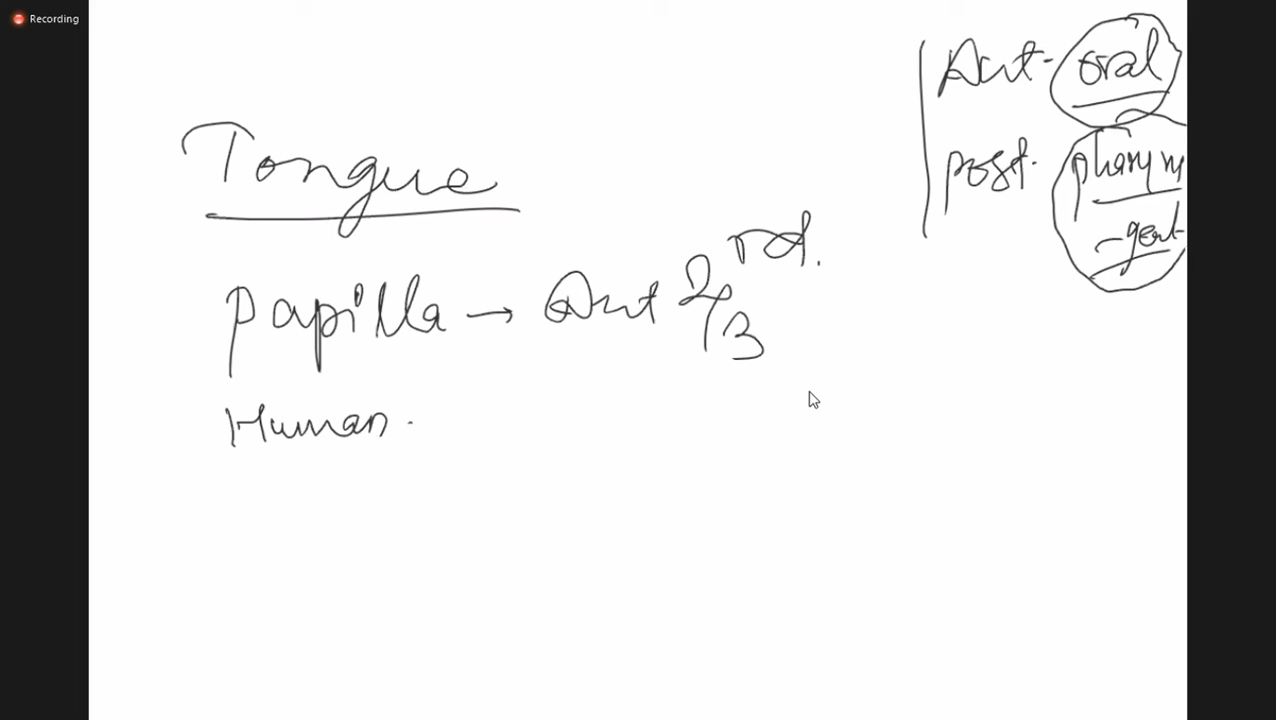 Recording
Ant- oral
post. pharyn
-geal
Tongue
Papilla → Ant 2/3 rd.
Human.